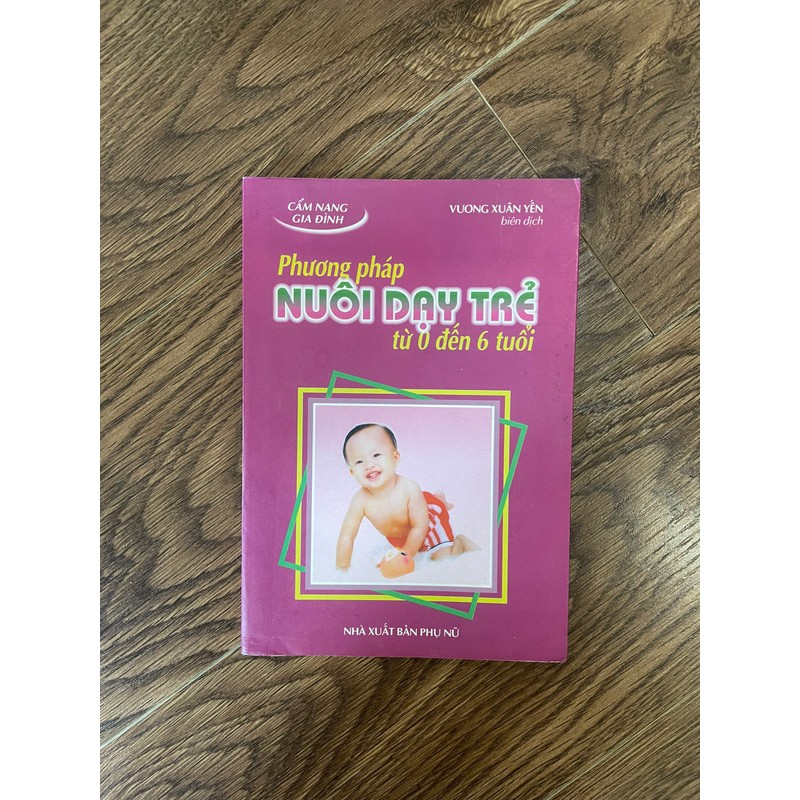 CẨM NANG
GIA ĐÌNH
VƯƠNG XUÂN YẾN
biên dịch
Phương pháp
NUÔI DẠY TRẺ
từ 0 đến 6 tuổi
NHÀ XUẤT BẢN PHỤ NỮ